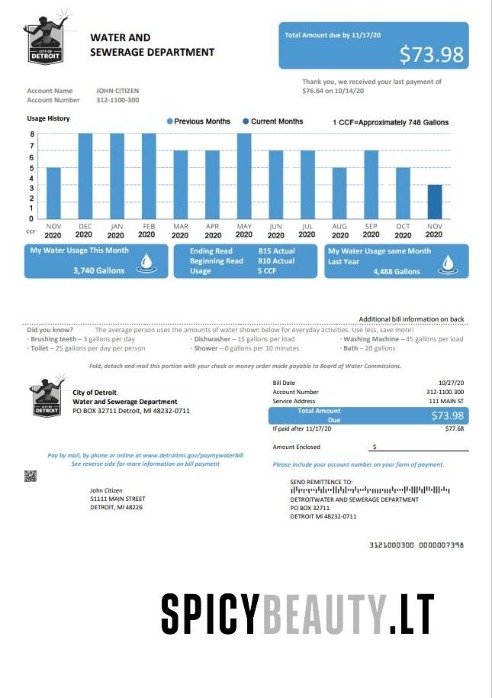 CITY OF
DETROIT
WATER AND
SEWERAGE DEPARTMENT
Total Amount due by 11/17/20
$73.98
Thank you, we received your last payment of
$76.64 on 10/14/20
Account Name JOHN CITIZEN
Account Number 312-1100-300
Usage History
Previous Months Current Months 1 CCF=Approximately 748 Gallons
8
7
6
5
4
3
2
1
0
CCF
NOV DEC JAN FEB MAR APR MAY JUN JUL AUG SEP OCT NOV
2020 2020 2020 2020 2020 2020 2020 2020 2020 2020 2020 2020 2020
My Water Usage This Month
3,740 Gallons
Ending Read 815 Actual
Beginning Read 810 Actual
Usage 5 CCF
My Water Usage same Month
Last Year
4,488 Gallons
Additional bill information on back
Did you know? The average person uses the amounts of water shown below for everyday activities. Use less, save more!
· Brushing teeth – 3 gallons per day · Dishwasher – 15 gallons per load · Washing Machine – 45 gallons per load
· Toilet – 25 gallons per day per person · Shower – 0 gallons per 10 minutes · Bath – 20 gallons
Fold, detach and mail this portion with your check or money order made payable to Board of Water Commissions.
CITY OF
DETROIT
City of Detroit
Water and Sewerage Department
PO BOX 32711 Detroit, MI 48232-0711
Bill Date 10/27/20
Account Number 312-1100.300
Service Address 111 MAIN ST
Total Amount
Due
$73.98
If paid after 11/17/20 $77.68
Amount Enclosed $
Pay by mail, by phone or online at www.detroitmi.gov/paymywaterbill
See reverse side for more information on bill payment
Please include your account number on your form of payment.
John Citizen
S1111 MAIN STREET
DETROIT, MI 48226
SEND REMITTENCE TO:
DETROITWATER AND SEWERAGE DEPARTMENT
PO BOX 32711
DETROIT MI 48232-0711
3121000300 0000007398
SPICYBEAUTY.LT